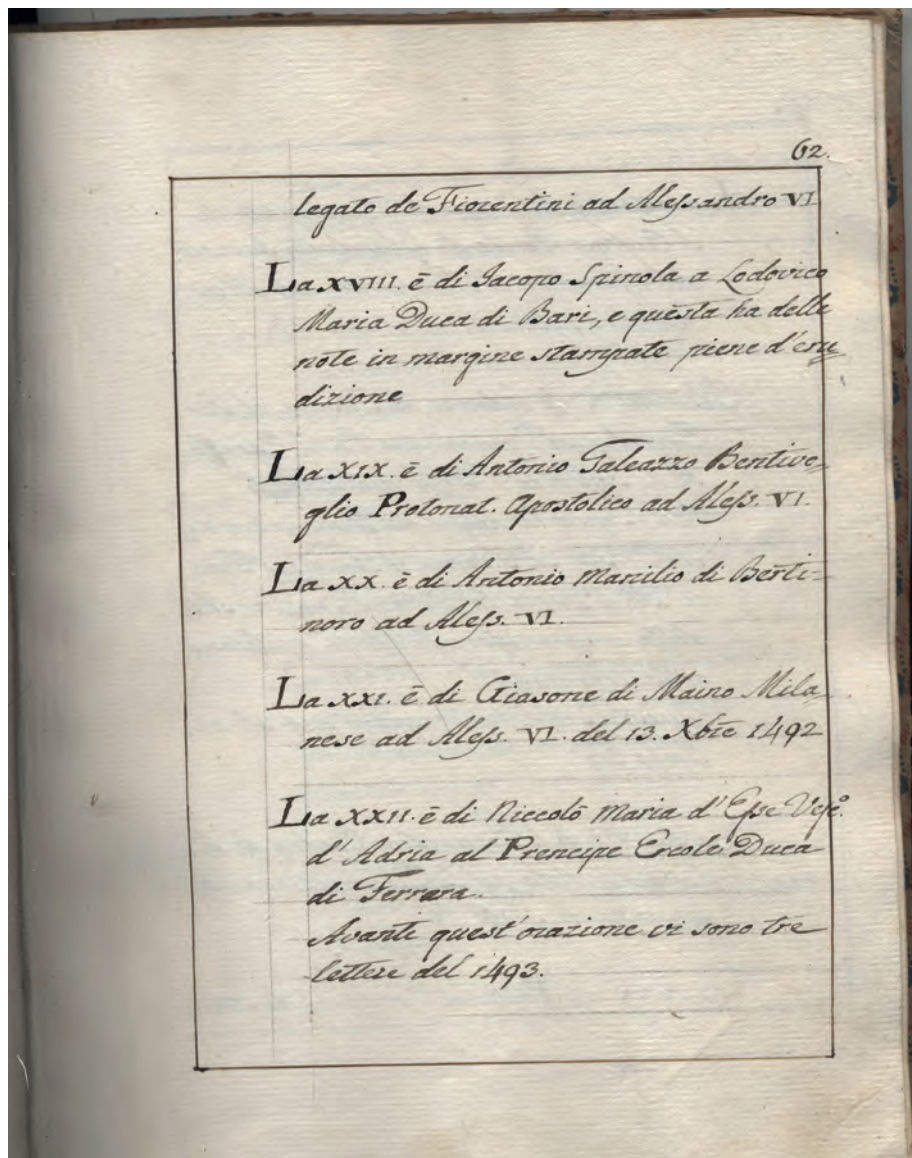 62.
legato de Fiorentini ad Alessandro VI
La XVIII. è di Jacopo Spinola a Lodovico
Maria Duca di Bari, e questa ha delle
note in margine stampate piene d'eru=
dizione
La XIX. è di Antonio Galeazzo Bentivo=
glio Protonat. Apostolico ad Aless. VI.
La XX. è di Antonio Manilio di Berti=
noro ad Aless. VI.
La XXI. è di Giasone di Maino Mila=
nese ad Aless. VI. del 13. Xbre 1492
La XXII. è di Niccolò Maria d'Esse Vesc.º
d'Adria al Prencipe Ercole Duca
di Ferrara.
Avanti quest'orazione vi sono tre
lettere del 1493.